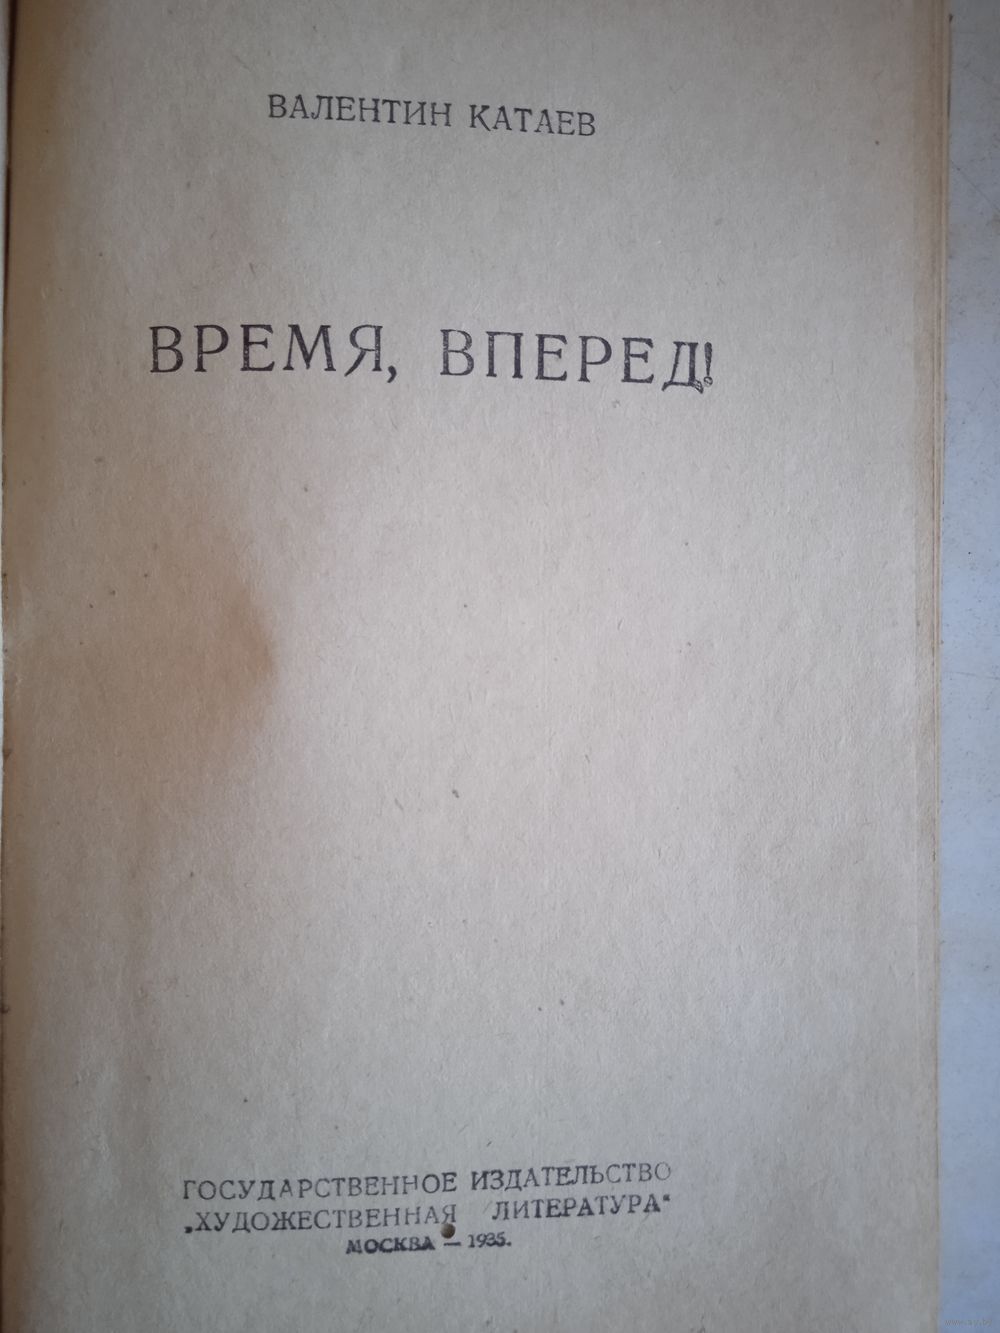 ВАЛЕНТИН КАТАЕВ
ВРЕМЯ, ВПЕРЕД!
ГОСУДАРСТВЕННОЕ ИЗДАТЕЛЬСТВО
„ХУДОЖЕСТВЕННАЯ ЛИТЕРАТУРА“
МОСКВА — 1935.